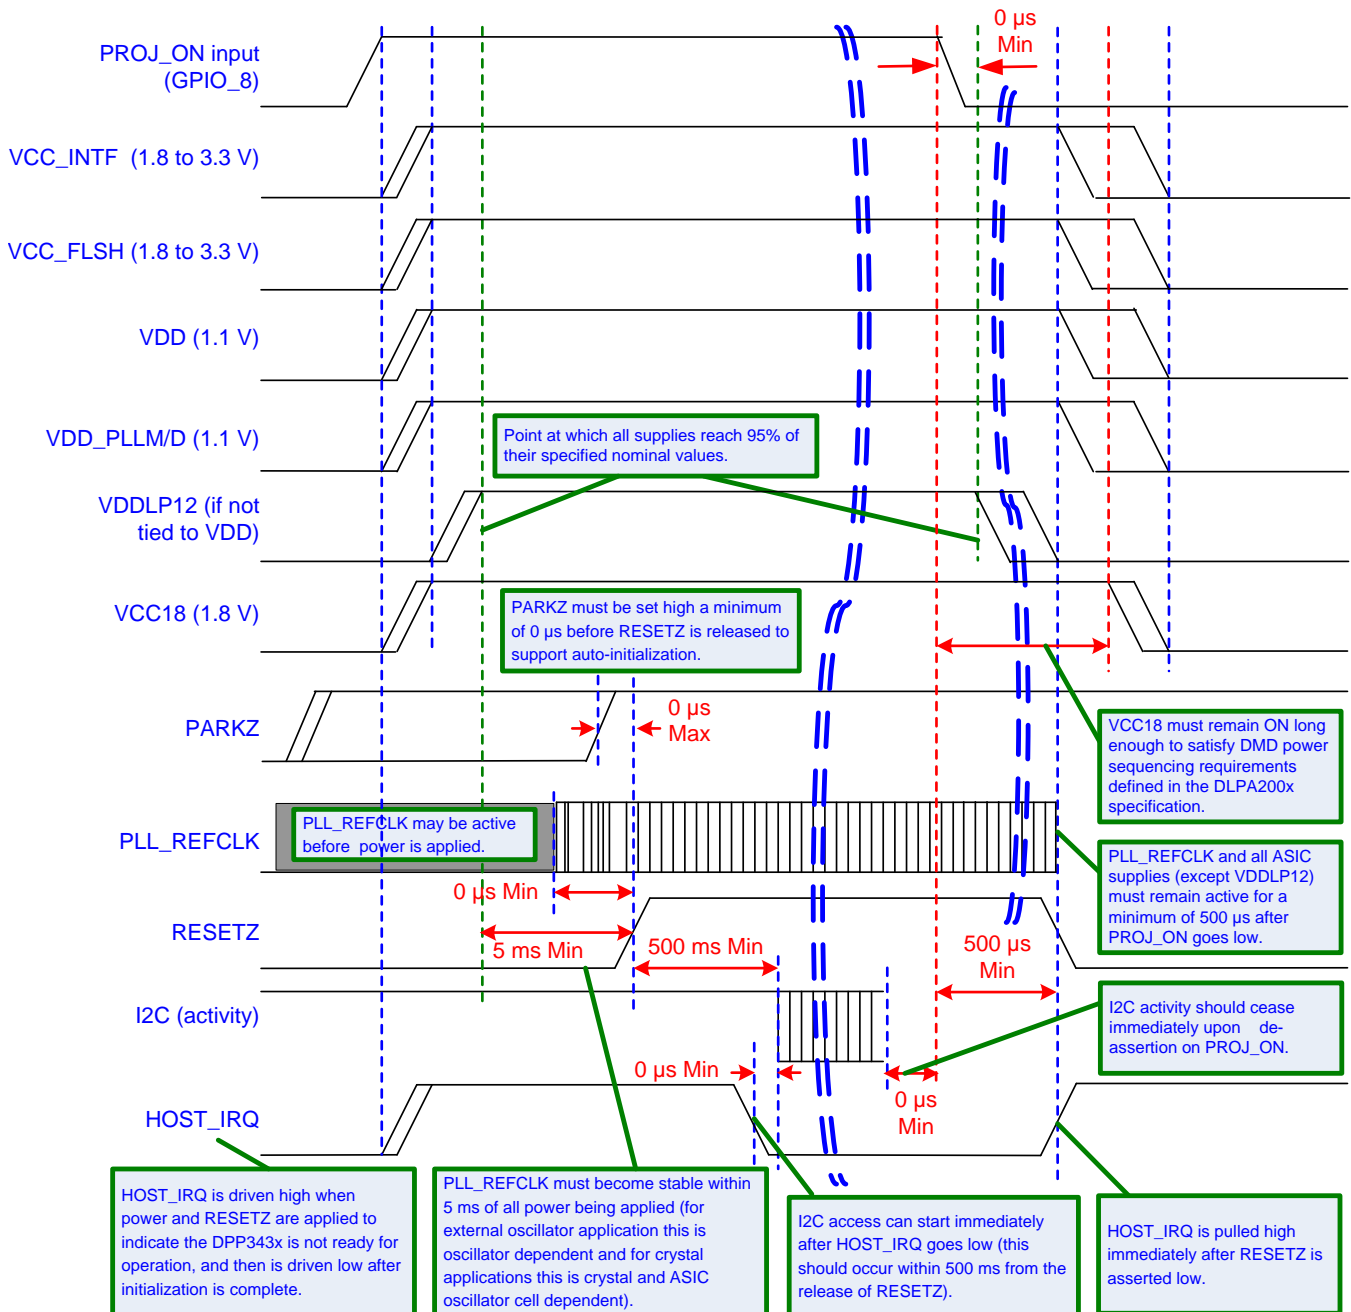 0 µs
Min
PROJ_ON input
(GPIO_8)
VCC_INTF (1.8 to 3.3 V)
VCC_FLSH (1.8 to 3.3 V)
VDD (1.1 V)
VDD_PLLM/D (1.1 V)
Point at which all supplies reach 95% of
their specified nominal values.
VDDLP12 (if not
tied to VDD)
VCC18 (1.8 V)
PARKZ must be set high a minimum
of 0 µs before RESETZ is released to
support auto-initialization.
PARKZ
0 µs
Max
VCC18 must remain ON long
enough to satisfy DMD power
sequencing requirements
defined in the DLPA200x
specification.
PLL_REFCLK
PLL_REFCLK may be active
before power is applied.
PLL_REFCLK and all ASIC
supplies (except VDDLP12)
must remain active for a
minimum of 500 µs after
PROJ_ON goes low.
0 µs Min
RESETZ
5 ms Min
500 ms Min
500 µs
Min
I2C (activity)
I2C activity should cease
immediately upon de-
assertion on PROJ_ON.
0 µs Min
0 µs
Min
HOST_IRQ
HOST_IRQ is driven high when
power and RESETZ are applied to
indicate the DPP343x is not ready for
operation, and then is driven low after
initialization is complete.
PLL_REFCLK must become stable within
5 ms of all power being applied (for
external oscillator application this is
oscillator dependent and for crystal
applications this is crystal and ASIC
oscillator cell dependent).
I2C access can start immediately
after HOST_IRQ goes low (this
should occur within 500 ms from the
release of RESETZ).
HOST_IRQ is pulled high
immediately after RESETZ is
asserted low.